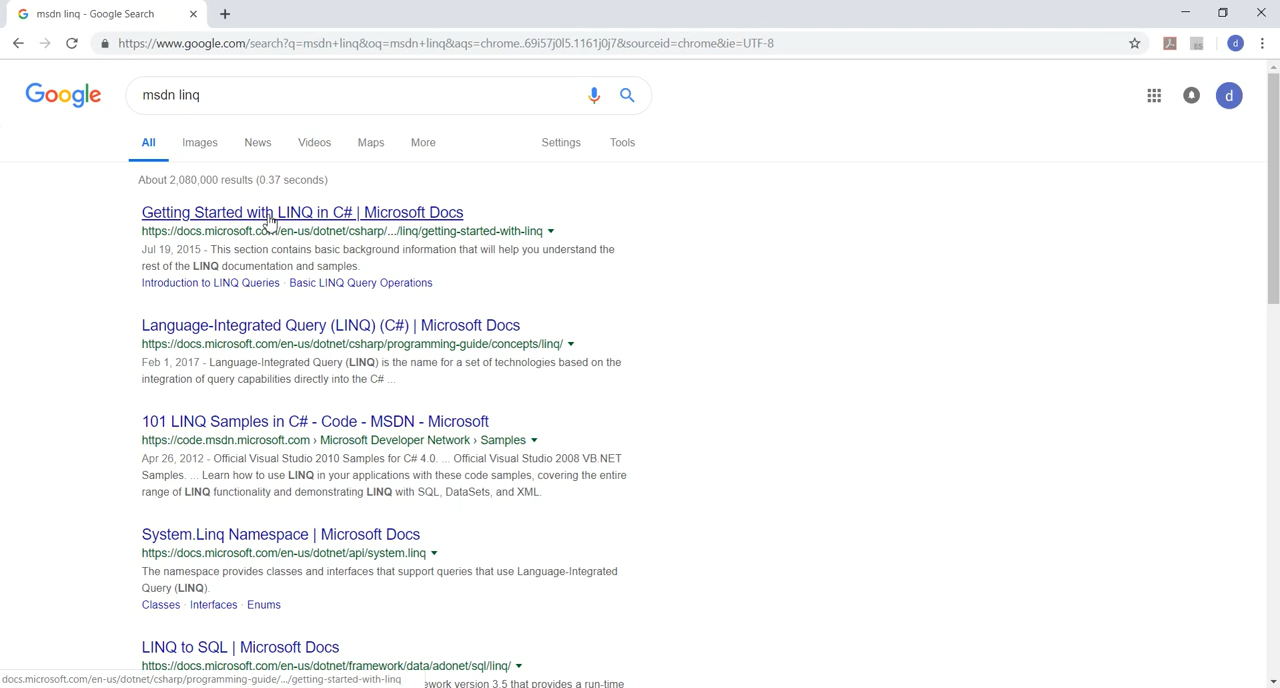 msdn linq - Google Search
https://www.google.com/search?q=msdn+linq&oq=msdn+linq&aqs=chrome..69i57j0l5.1161j0j7&sourceid=chrome&ie=UTF-8
d
Google
msdn linq
d
All Images News Videos Maps More Settings Tools
About 2,080,000 results (0.37 seconds)
Getting Started with LINQ in C# | Microsoft Docs
https://docs.microsoft.com/en-us/dotnet/csharp/.../linq/getting-started-with-linq
Jul 19, 2015 - This section contains basic background information that will help you understand the
rest of the LINQ documentation and samples.
Introduction to LINQ Queries · Basic LINQ Query Operations
Language-Integrated Query (LINQ) (C#) | Microsoft Docs
https://docs.microsoft.com/en-us/dotnet/csharp/programming-guide/concepts/linq/
Feb 1, 2017 - Language-Integrated Query (LINQ) is the name for a set of technologies based on the
integration of query capabilities directly into the C# ...
101 LINQ Samples in C# - Code - MSDN - Microsoft
https://code.msdn.microsoft.com › Microsoft Developer Network › Samples
Apr 26, 2012 - Official Visual Studio 2010 Samples for C# 4.0. ... Official Visual Studio 2008 VB.NET
Samples. ... Learn how to use LINQ in your applications with these code samples, covering the entire
range of LINQ functionality and demonstrating LINQ with SQL, DataSets, and XML.
System.Linq Namespace | Microsoft Docs
https://docs.microsoft.com/en-us/dotnet/api/system.linq
The namespace provides classes and interfaces that support queries that use Language-Integrated
Query (LINQ).
Classes · Interfaces · Enums
LINQ to SQL | Microsoft Docs
https://docs.microsoft.com/en-us/dotnet/framework/data/adonet/sql/linq/
docs.microsoft.com/en-us/dotnet/csharp/programming-guide/.../getting-started-with-linq
ework version 3.5 that provides a run-time